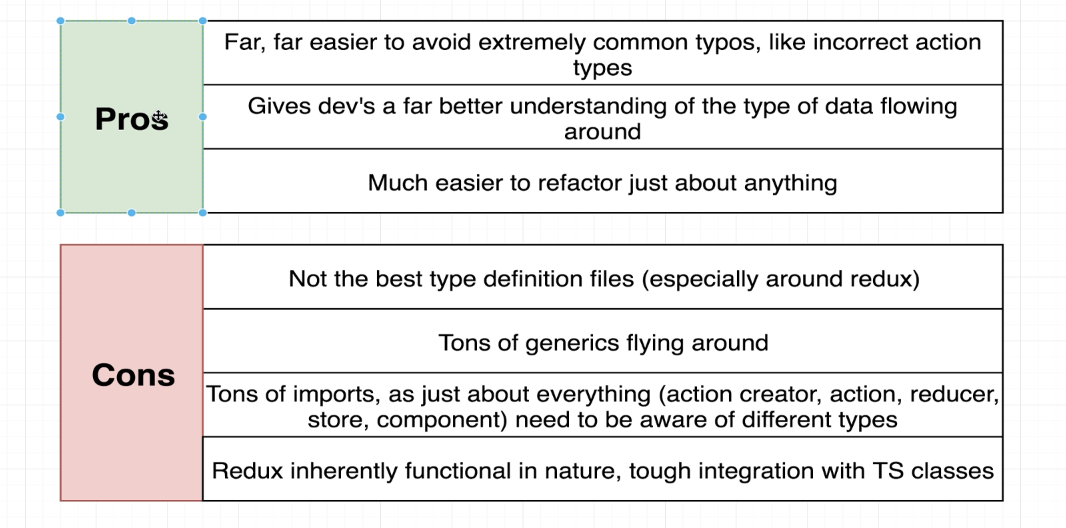 Pros
Far, far easier to avoid extremely common typos, like incorrect action
types
Gives dev's a far better understanding of the type of data flowing
around
Much easier to refactor just about anything
Cons
Not the best type definition files (especially around redux)
Tons of generics flying around
Tons of imports, as just about everything (action creator, action, reducer,
store, component) need to be aware of different types
Redux inherently functional in nature, tough integration with TS classes